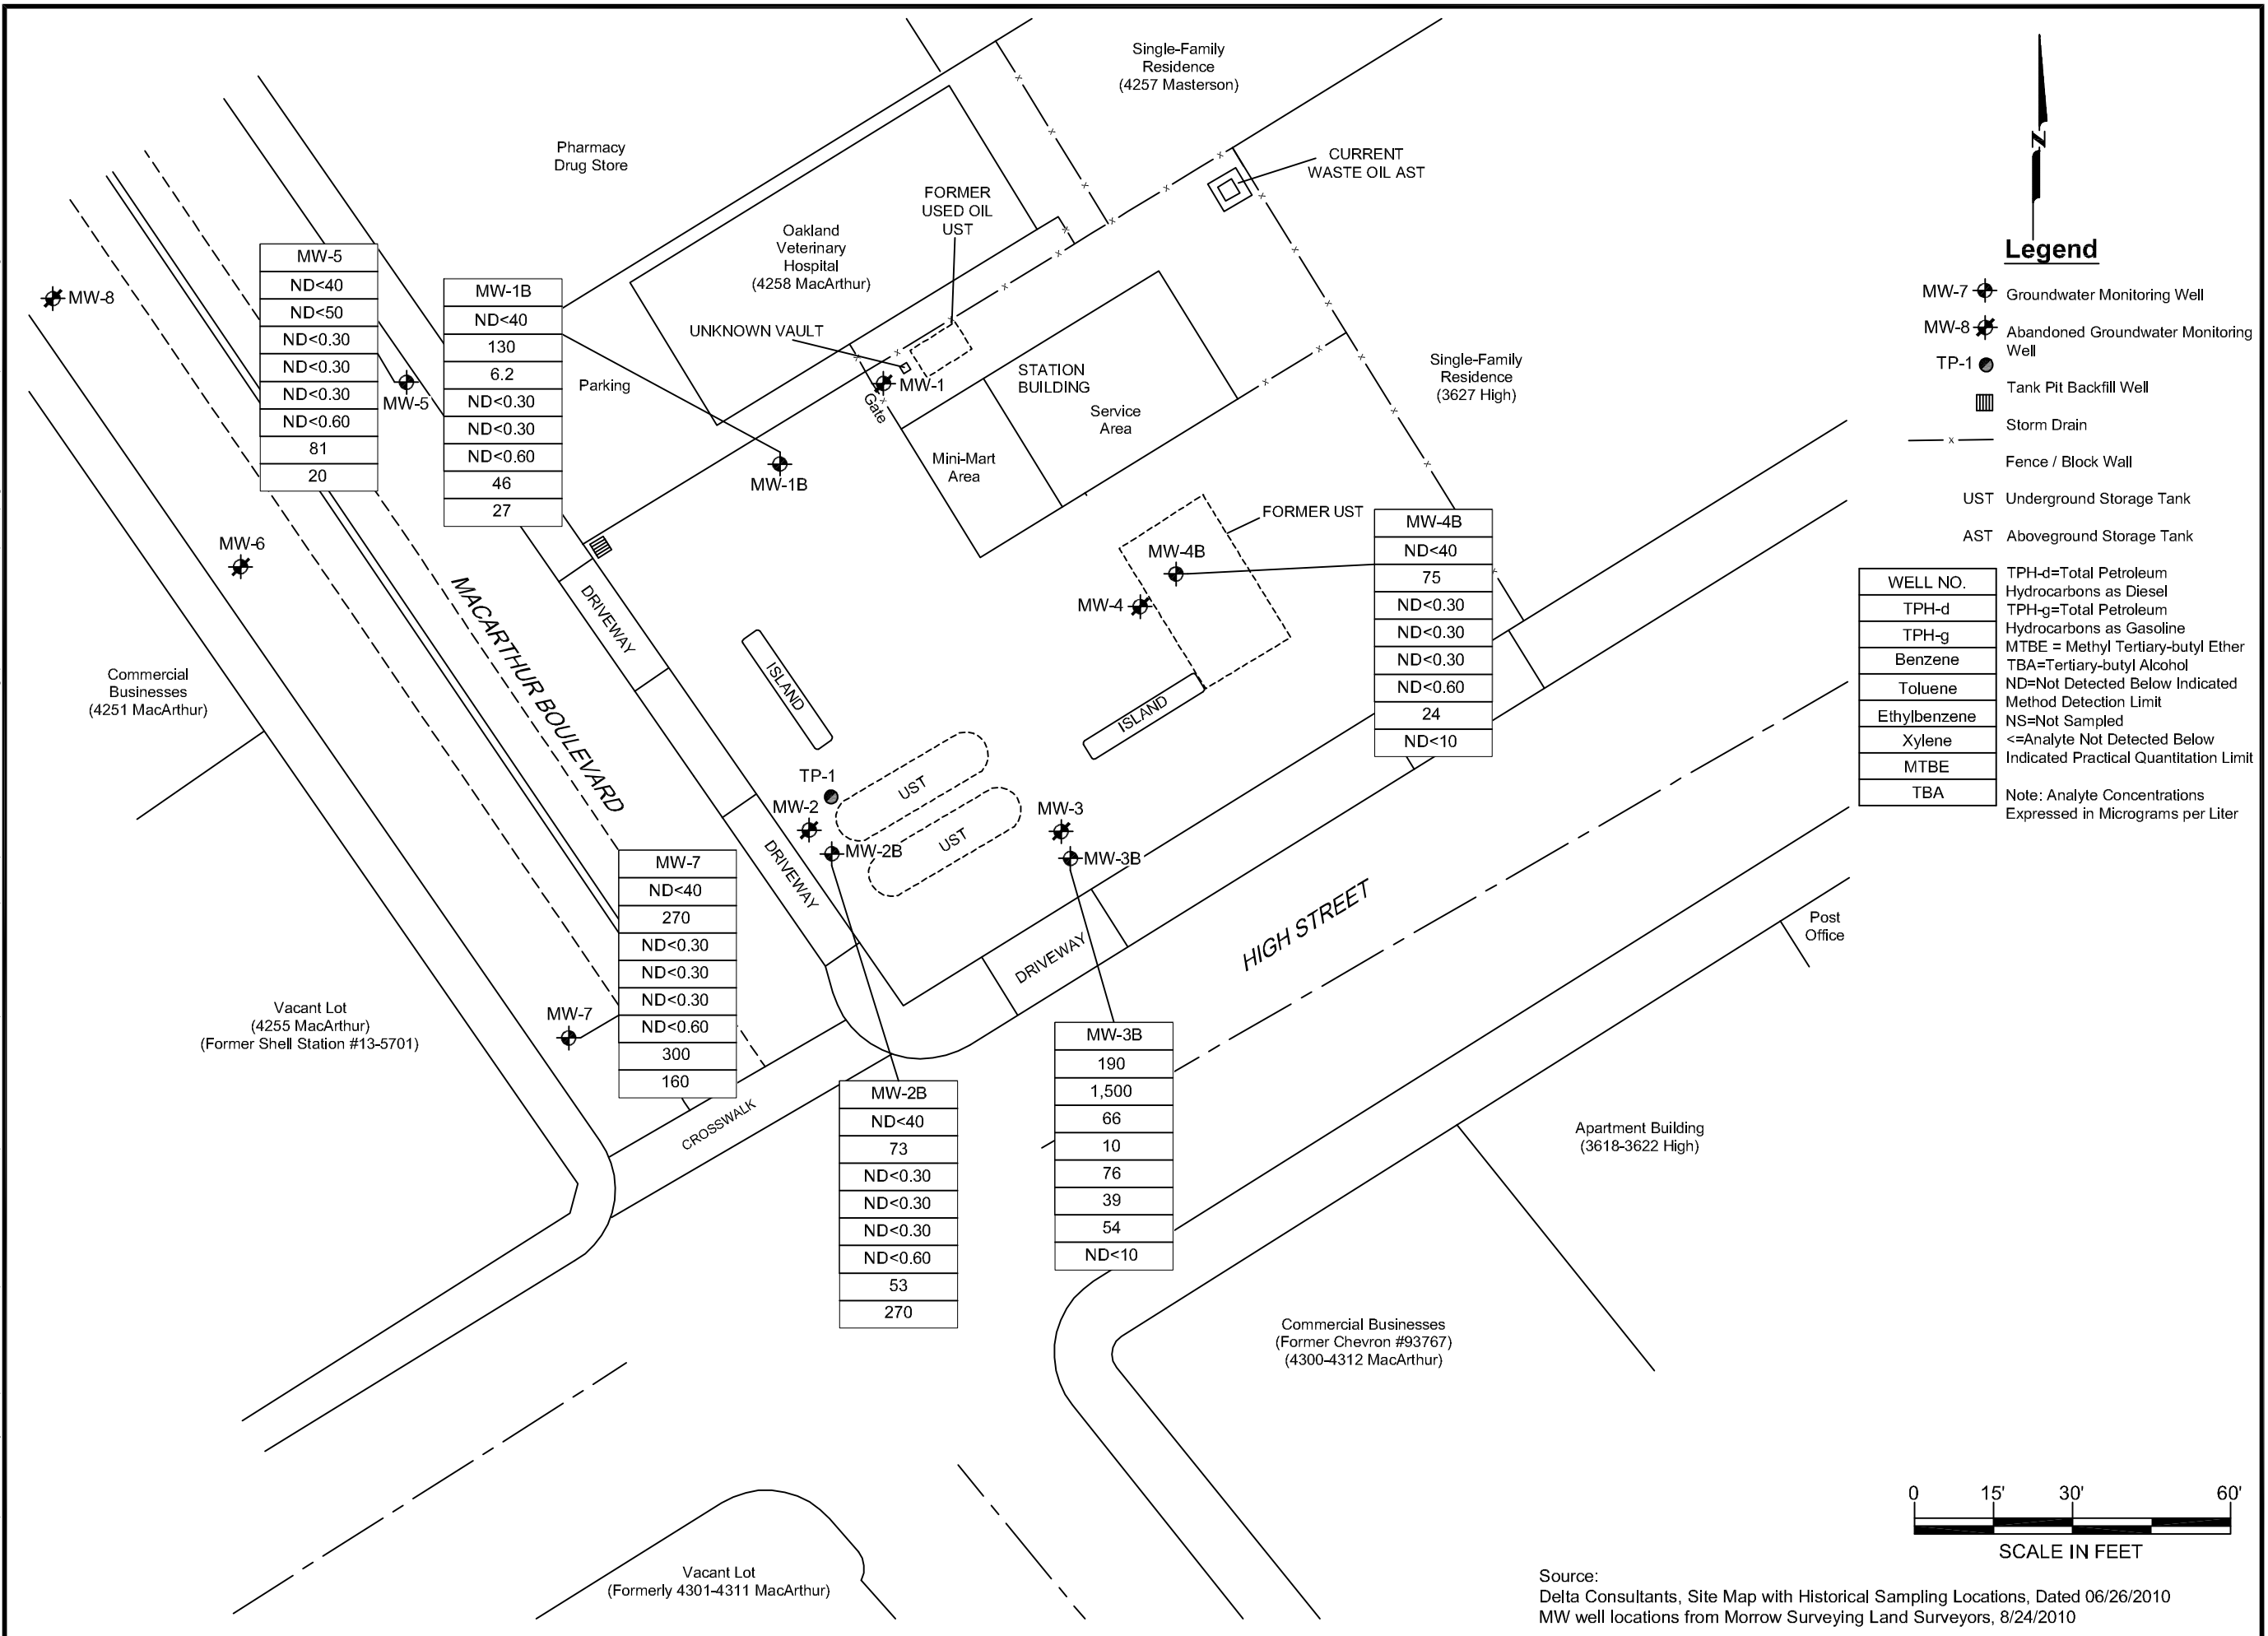 Single-Family
Residence
(4257 Masterson)
Pharmacy
Drug Store
CURRENT
WASTE OIL AST
FORMER
USED OIL
UST
Oakland
Veterinary
Hospital
(4258 MacArthur)
UNKNOWN VAULT
MW-8
MW-5
ND<40
ND<50
ND<0.30
ND<0.30
ND<0.30
ND<0.60
81
20
MW-5
MW-1B
ND<40
130
6.2
ND<0.30
ND<0.30
ND<0.60
46
27
Parking
MW-1
Gate
STATION
BUILDING
Service
Area
Mini-Mart
Area
MW-1B
Single-Family
Residence
(3627 High)
MW-6
FORMER UST
MW-4B
MW-4
MW-4B
ND<40
75
ND<0.30
ND<0.30
ND<0.30
ND<0.60
24
ND<10
MACARTHUR BOULEVARD
DRIVEWAY
ISLAND
ISLAND
Commercial
Businesses
(4251 MacArthur)
TP-1
MW-2
UST
UST
MW-2B
MW-3
MW-3B
DRIVEWAY
MW-7
ND<40
270
ND<0.30
ND<0.30
ND<0.30
ND<0.60
300
160
MW-7
Vacant Lot
(4255 MacArthur)
(Former Shell Station #13-5701)
DRIVEWAY
HIGH STREET
Post
Office
CROSSWALK
MW-2B
ND<40
73
ND<0.30
ND<0.30
ND<0.30
ND<0.60
53
270
MW-3B
190
1,500
66
10
76
39
54
ND<10
Apartment Building
(3618-3622 High)
Commercial Businesses
(Former Chevron #93767)
(4300-4312 MacArthur)
Vacant Lot
(Formerly 4301-4311 MacArthur)
N
Legend
MW-7 Groundwater Monitoring Well
MW-8 Abandoned Groundwater Monitoring
Well
TP-1
Tank Pit Backfill Well
Storm Drain
x
Fence / Block Wall
UST Underground Storage Tank
AST Aboveground Storage Tank
WELL NO.
TPH-d
TPH-g
Benzene
Toluene
Ethylbenzene
Xylene
MTBE
TBA
TPH-d=Total Petroleum
Hydrocarbons as Diesel
TPH-g=Total Petroleum
Hydrocarbons as Gasoline
MTBE = Methyl Tertiary-butyl Ether
TBA=Tertiary-butyl Alcohol
ND=Not Detected Below Indicated
Method Detection Limit
NS=Not Sampled
<=Analyte Not Detected Below
Indicated Practical Quantitation Limit
Note: Analyte Concentrations
Expressed in Micrograms per Liter
0 15' 30' 60'
SCALE IN FEET
Source:
Delta Consultants, Site Map with Historical Sampling Locations, Dated 06/26/2010
MW well locations from Morrow Surveying Land Surveyors, 8/24/2010